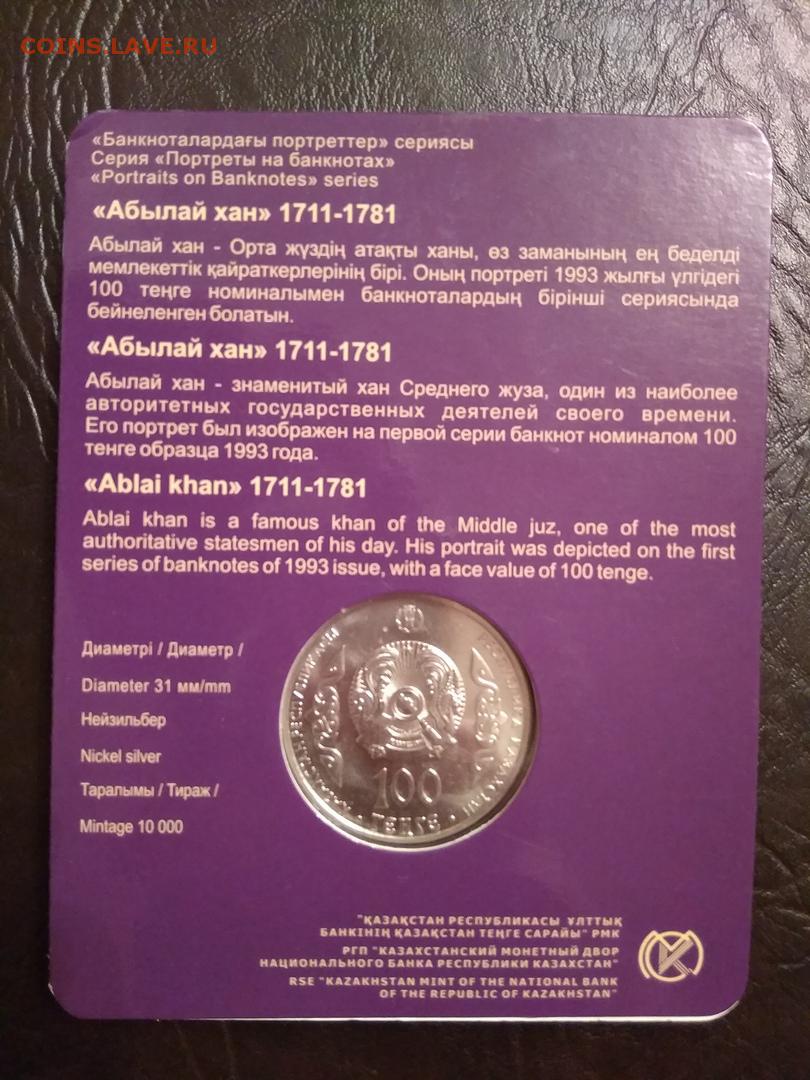 COINS.LAVE.RU
«Банкноталардағы портреттер» сериясы
Серия «Портреты на банкнотах»
«Portraits on Banknotes» series
«Абылай хан» 1711-1781
Абылай хан - Орта жүздің атақты ханы, өз заманының ең беделді
мемлекеттік қайраткерлерінің бірі. Оның портреті 1993 жылғы үлгідегі
100 теңге номиналымен банкноталардың бірінші сериясында
бейнеленген болатын.
«Абылай хан» 1711-1781
Абылай хан - знаменитый хан Среднего жуза, один из наиболее
авторитетных государственных деятелей своего времени.
Его портрет был изображен на первой серии банкнот номиналом 100
тенге образца 1993 года.
«Ablai khan» 1711-1781
Ablai khan is a famous khan of the Middle juz, one of the most
authoritative statesmen of his day. His portrait was depicted on the first
series of banknotes of 1993 issue, with a face value of 100 tenge.
Диаметрі / Диаметр /
Diameter 31 мм/mm
Нейзильбер
Nickel silver
Таралымы / Тираж /
Mintage 10 000
100
"ҚАЗАҚСТАН РЕСПУБЛИКАСЫ ҰЛТТЫҚ
БАНКІНІҢ ҚАЗАҚСТАН ТЕҢГЕ САРАЙЫ" РМК
РГП "КАЗАХСТАНСКИЙ МОНЕТНЫЙ ДВОР
НАЦИОНАЛЬНОГО БАНКА РЕСПУБЛИКИ КАЗАХСТАН"
RSE "KAZAKHSTAN MINT OF THE NATIONAL BANK
OF THE REPUBLIC OF KAZAKHSTAN"